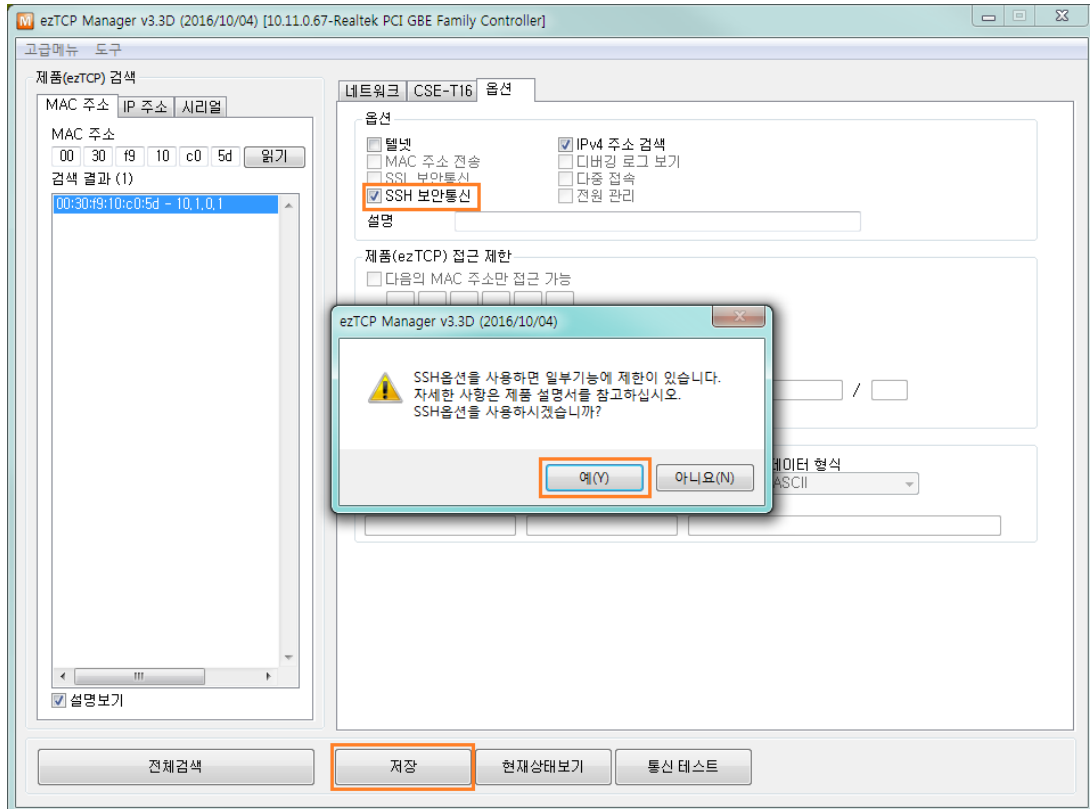 ezTCP Manager v3.3D (2016/10/04) [10.11.0.67-Realtek PCI GBE Family Controller]
고급메뉴 도구
제품(ezTCP) 검색
MAC 주소 IP 주소 시리얼
MAC 주소
00 30 f9 10 c0 5d 읽기
검색 결과 (1)
00:30:f9:10:c0:5d - 10,1,0,1
설명보기
네트워크 CSE-T16 옵션
옵션
텔넷 IPv4 주소 검색
MAC 주소 전송 디버깅 로그 보기
SSL 보안통신 다중 접속
SSH 보안통신 전원 관리
설명
제품(ezTCP) 접근 제한
다음의 MAC 주소만 접근 가능
/
ezTCP Manager v3.3D (2016/10/04)
SSH옵션을 사용하면 일부기능에 제한이 있습니다.
자세한 사항은 제품 설명서를 참고하십시오.
SSH옵션을 사용하시겠습니까?
예(Y) 아니요(N)
형식
ASCII
전체검색 저장 현재상태보기 통신 테스트